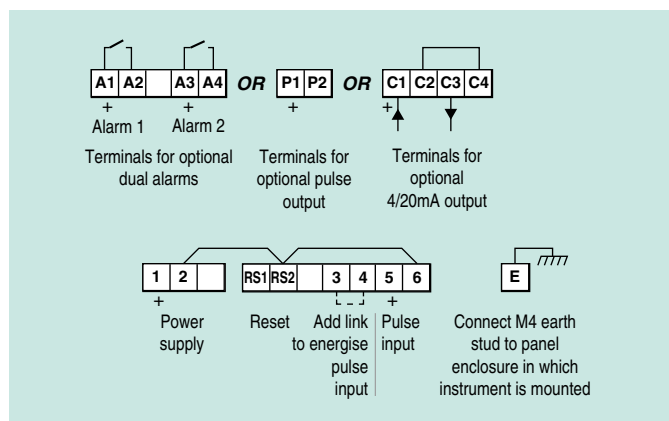 A1 A2 A3 A4 OR P1 P2 OR C1 C2 C3 C4
+ + + +
Alarm 1 Alarm 2
Terminals for optional
dual alarms
Terminals for
optional pulse
output
Terminals for
optional
4/20mA output
1 2 RS1 RS2 3 4 5 6 E
+ +
Power
supply
Reset
Add link
to energise
pulse
input
Pulse
input
Connect M4 earth
stud to panel
enclosure in which
instrument is mounted